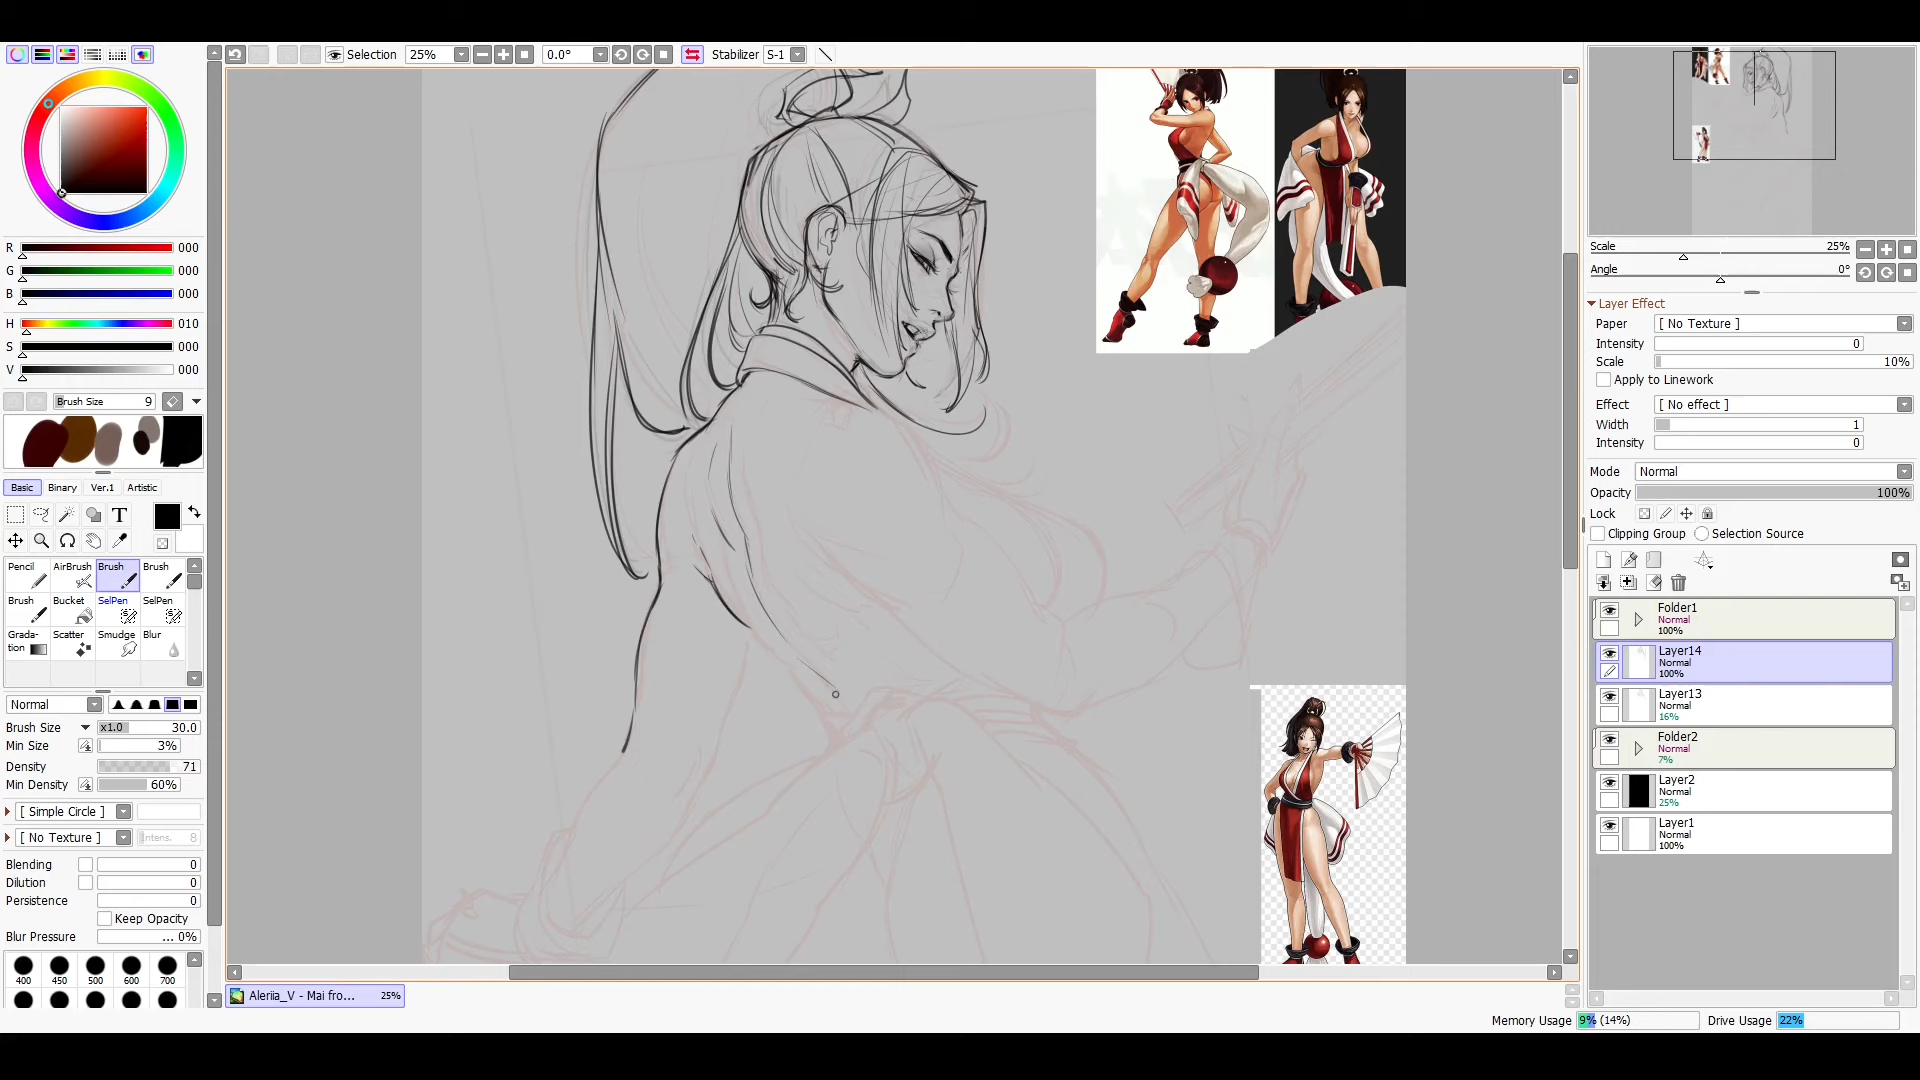 Selection 25% 0.0° Stabilizer S-1
R 000
G 000
B 000
H 010
S 000
V 000
Brush Size 9
Basic Binary Ver.1 Artistic
T
Pencil AirBrush Brush Brush
Brush Bucket SelPen SelPen
Grada-tion Scatter Smudge Blur
Normal
Brush Size x1.0 30.0
Min Size 3%
Density 71
Min Density 60%
[ Simple Circle ]
[ No Texture ] Intens. 8
Blending 0
Dilution 0
Persistence 0
Keep Opacity
Blur Pressure ... 0%
400 450 500 600 700
Aleriia_V - Mai fro... 25%
Scale 25%
Angle 0°
Layer Effect
Paper [ No Texture ]
Intensity 0
Scale 10%
Apply to Linework
Effect [ No effect ]
Width 1
Intensity 0
Mode Normal
Opacity 100%
Lock
Clipping Group Selection Source
Folder1
Normal
100%
Layer14
Normal
100%
Layer13
Normal
16%
Folder2
Normal
7%
Layer2
Normal
25%
Layer1
Normal
100%
Memory Usage 9% (14%) Drive Usage 22%